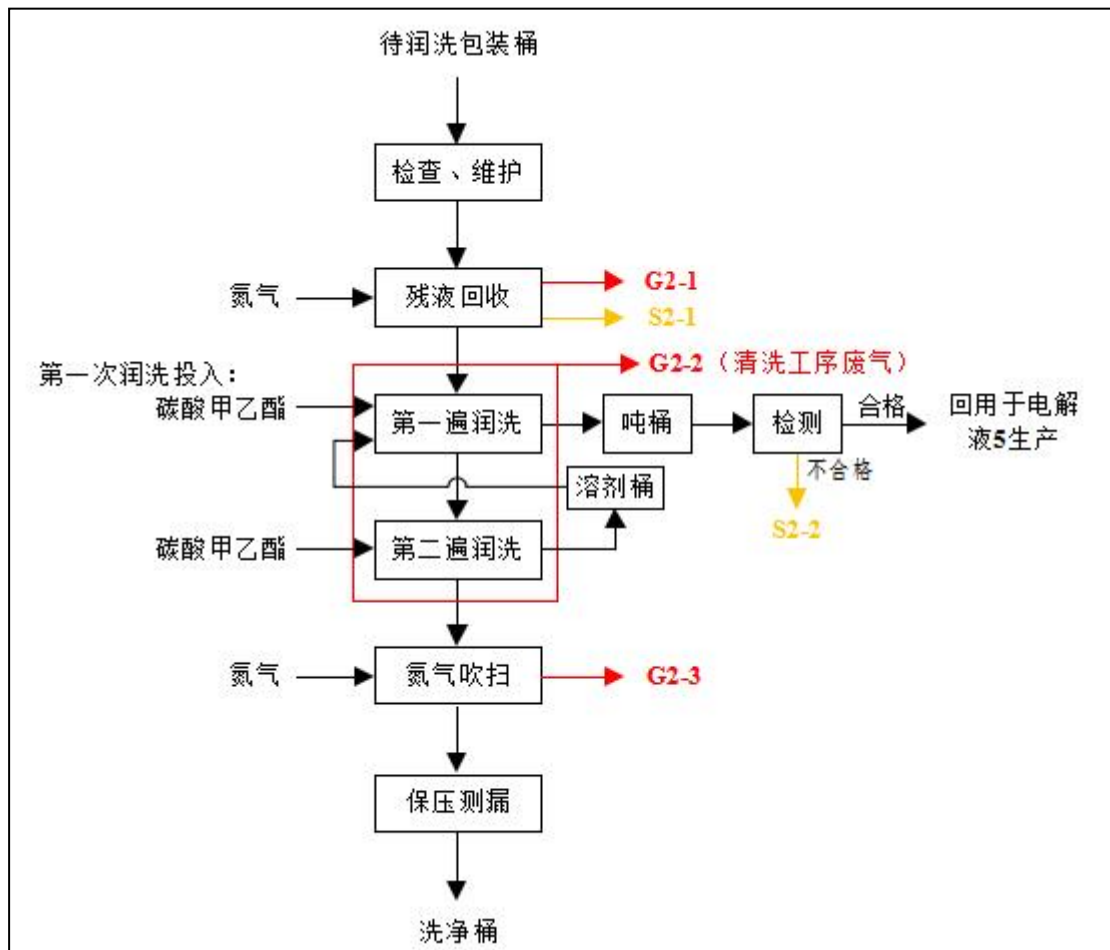 待润洗包装桶
检查、维护
氮气
残液回收
G2-1
S2-1
G2-2（清洗工序废气）
第一次润洗投入：
碳酸甲乙酯
第一遍润洗
吨桶
检测
合格
回用于电解
液5生产
不合格
溶剂桶
S2-2
碳酸甲乙酯
第二遍润洗
氮气
氮气吹扫
G2-3
保压测漏
洗净桶